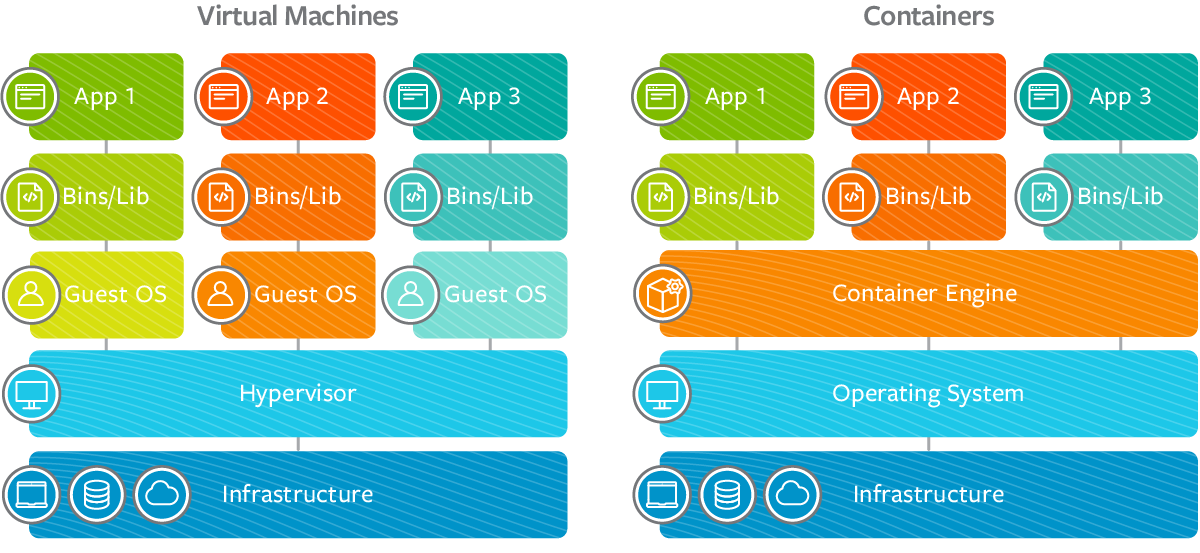 Virtual Machines
App 1
App 2
App 3
Bins/Lib
Bins/Lib
Bins/Lib
Guest OS
Guest OS
Guest OS
Hypervisor
Infrastructure
Containers
App 1
App 2
App 3
Bins/Lib
Bins/Lib
Bins/Lib
Container Engine
Operating System
Infrastructure